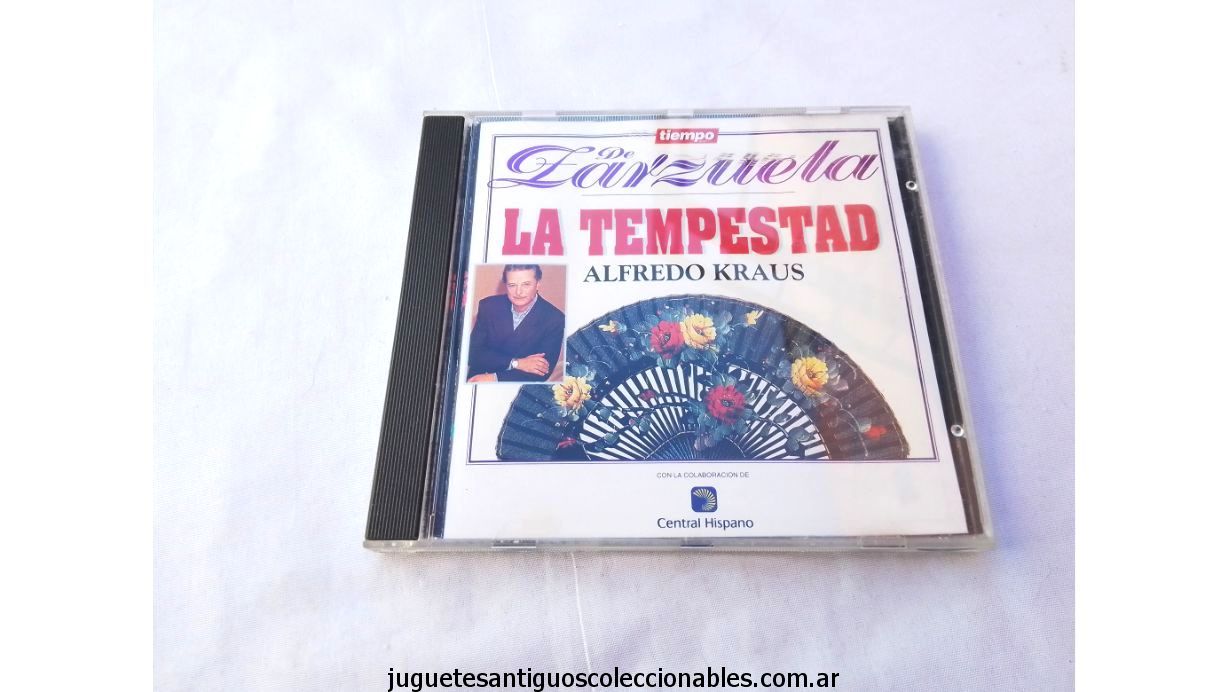 tiempo
De
Zarzuela
LA TEMPESTAD
ALFREDO KRAUS
CON LA COLABORACION DE
Central Hispano
juguetesantiguoscoleccionables.com.ar